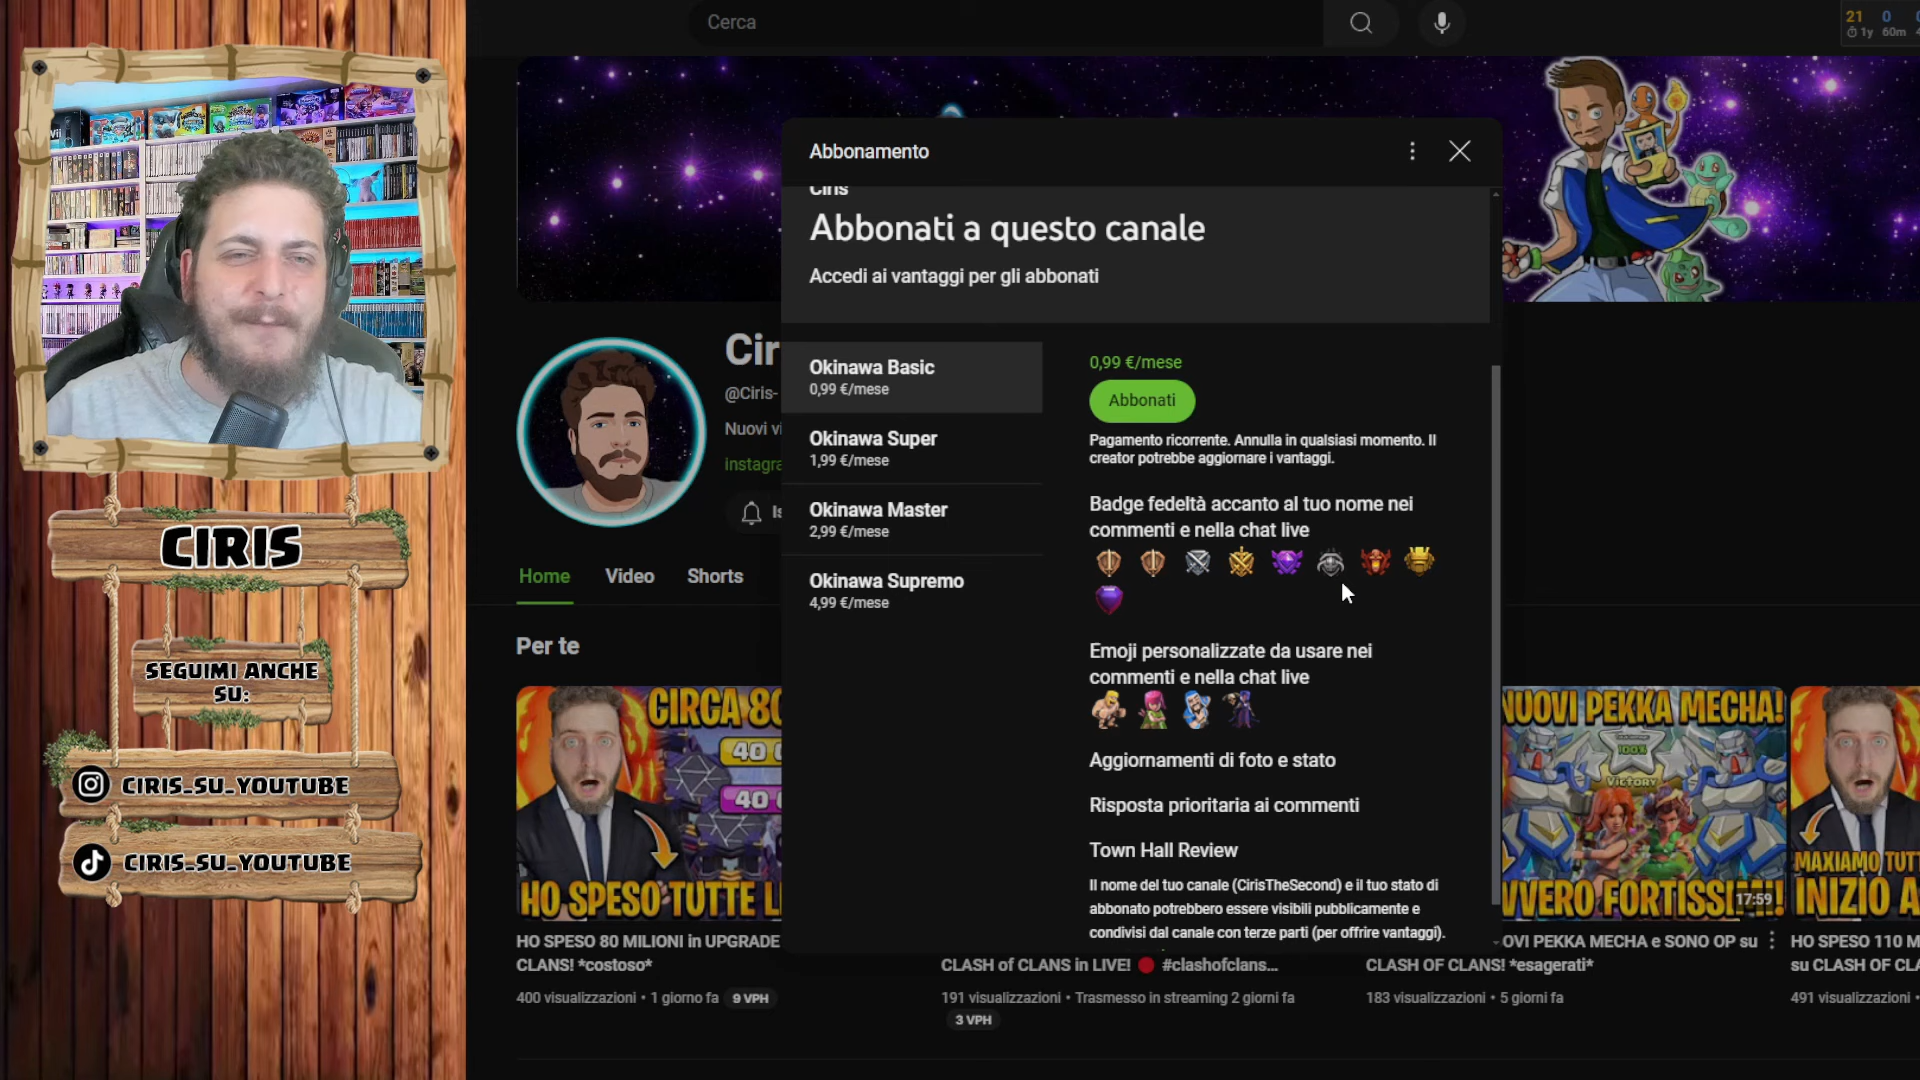 Cerca
21 0
1y 60m
Abbonamento
Ciris
Abbonati a questo canale
Accedi ai vantaggi per gli abbonati
Cir
@Ciris-
Nuovi vi
instagra
Okinawa Basic
0,99 €/mese
Okinawa Super
1,99 €/mese
Okinawa Master
2,99 €/mese
Okinawa Supremo
4,99 €/mese
0,99 €/mese
Abbonati
Pagamento ricorrente. Annulla in qualsiasi momento. Il
creator potrebbe aggiornare i vantaggi.
Badge fedeltà accanto al tuo nome nei
commenti e nella chat live
Emoji personalizzate da usare nei
commenti e nella chat live
Aggiornamenti di foto e stato
Risposta prioritaria ai commenti
Town Hall Review
Il nome del tuo canale (CirisTheSecond) e il tuo stato di
abbonato potrebbero essere visibili pubblicamente e
condivisi dal canale con terze parti (per offrire vantaggi).
Home Video Shorts
Per te
CIRCA 80
40
40
HO SPESO TUTTE L
HO SPESO 80 MILIONI in UPGRADE
CLANS! *costoso*
400 visualizzazioni • 1 giorno fa 9 VPH
CLASH of CLANS in LIVE! 🔴 #clashofclans...
191 visualizzazioni • Trasmesso in streaming 2 giorni fa
3 VPH
NUOVI PEKKA MECHA!
100%
VICTORY
VVERO FORTISSIMI!
17:59
OVI PEKKA MECHA e SONO OP su
CLASH OF CLANS! *esagerati*
183 visualizzazioni • 5 giorni fa
MAXIAMO TUTT
INIZIO A
HO SPESO 110 M
su CLASH OF CLA
491 visualizzazioni •
CIRIS
SEGUIMI ANCHE
SU:
CIRIS_SU_YOUTUBE
CIRIS_SU_YOUTUBE